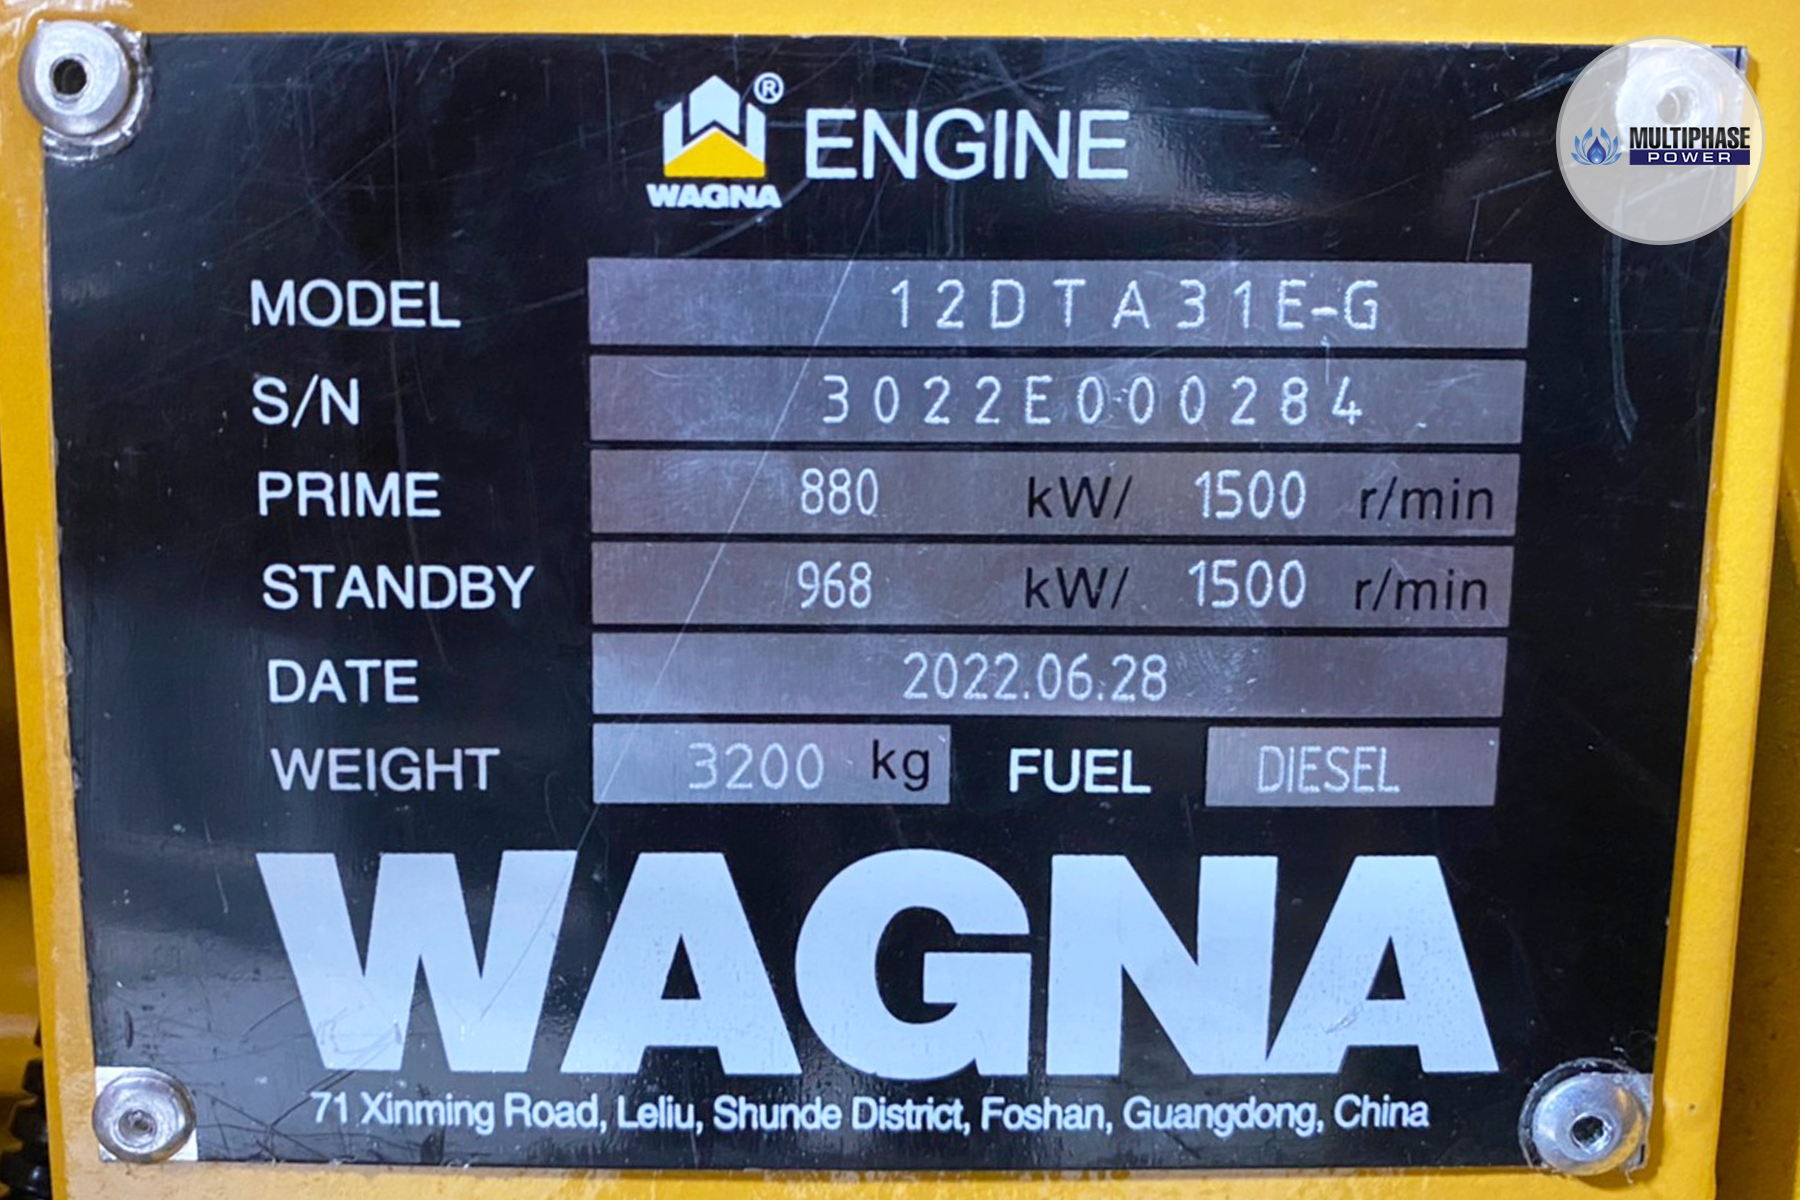 WAGNA ® ENGINE
MULTIPHASE
POWER
MODEL 12DTA31E-G
S/N 3022E000284
PRIME 880 kW/ 1500 r/min
STANDBY 968 kW/ 1500 r/min
DATE 2022.06.28
WEIGHT 3200 kg FUEL DIESEL
WAGNA
71 Xinming Road, Leliu, Shunde District, Foshan, Guangdong, China